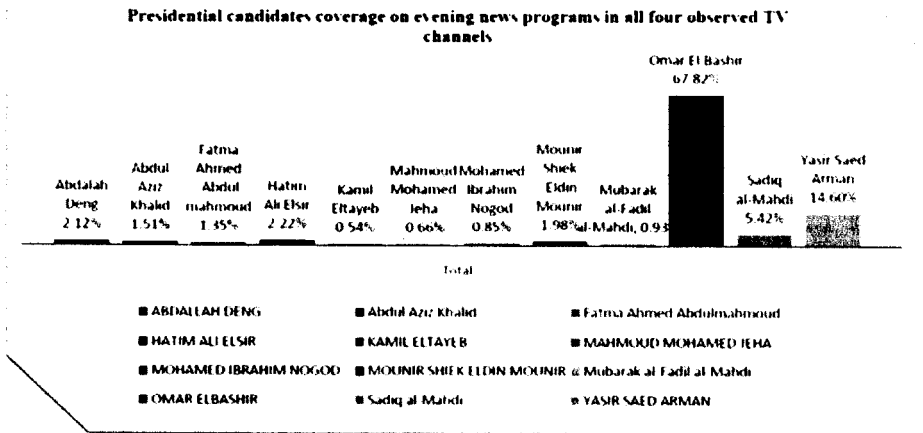 Presidential candidates coverage on evening news programs in all four observed TV
channels
Omar El Bashir
67.82%
Abdalah
Deng
2.12%
Abdul
Aziz
Khalid
1.51%
Fatma
Ahmed
Abdul
mahmoud
1.35%
Hatim
Ali Elsir
2.22%
Kamil
Eltayeb
0.54%
Mahmoud
Mohamed
Jeha
0.66%
Mohamed
Ibrahim
Nogod
0.85%
Mounir
Shiek
Eldin
Mounir
1.98%
Mubarak
al-Fadil
al-Mahdi, 0.93
Sadiq
al-Mahdi
5.42%
Yasir Saed
Arman
14.60%
Total
ABDALLAH DENG
Abdul Aziz Khalid
Fatma Ahmed Abdulmahmoud
HATIM ALI ELSIR
KAMIL ELTAYEB
MAHMOUD MOHAMED JEHA
MOHAMED IBRAHIM NOGOD
MOUNIR SHIEK ELDIN MOUNIR
Mubarak al Fadil al Mahdi
OMAR ELBASHIR
Sadiq al-Mahdi
YASIR SAED ARMAN